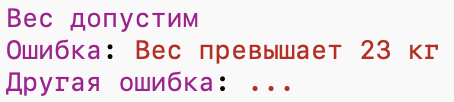 Вес допустим
Ошибка: Вес превышает 23 кг
Другая ошибка: ...